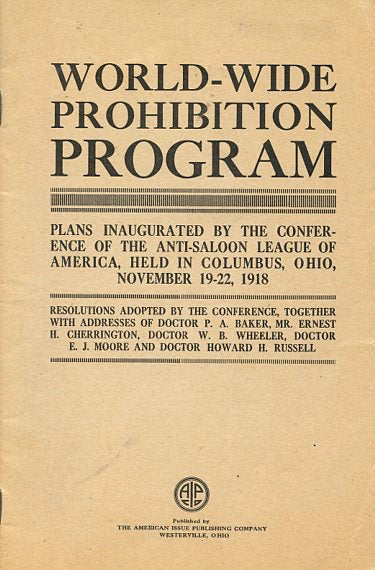 WORLD-WIDE
PROHIBITION
PROGRAM
PLANS INAUGURATED BY THE CONFER-
ENCE OF THE ANTI-SALOON LEAGUE OF
AMERICA, HELD IN COLUMBUS, OHIO,
NOVEMBER 19-22, 1918
RESOLUTIONS ADOPTED BY THE CONFERENCE, TOGETHER
WITH ADDRESSES OF DOCTOR P. A. BAKER, MR. ERNEST
H. CHERRINGTON, DOCTOR W. B. WHEELER, DOCTOR
E. J. MOORE AND DOCTOR HOWARD H. RUSSELL
Published by
THE AMERICAN ISSUE PUBLISHING COMPANY
WESTERVILLE, OHIO